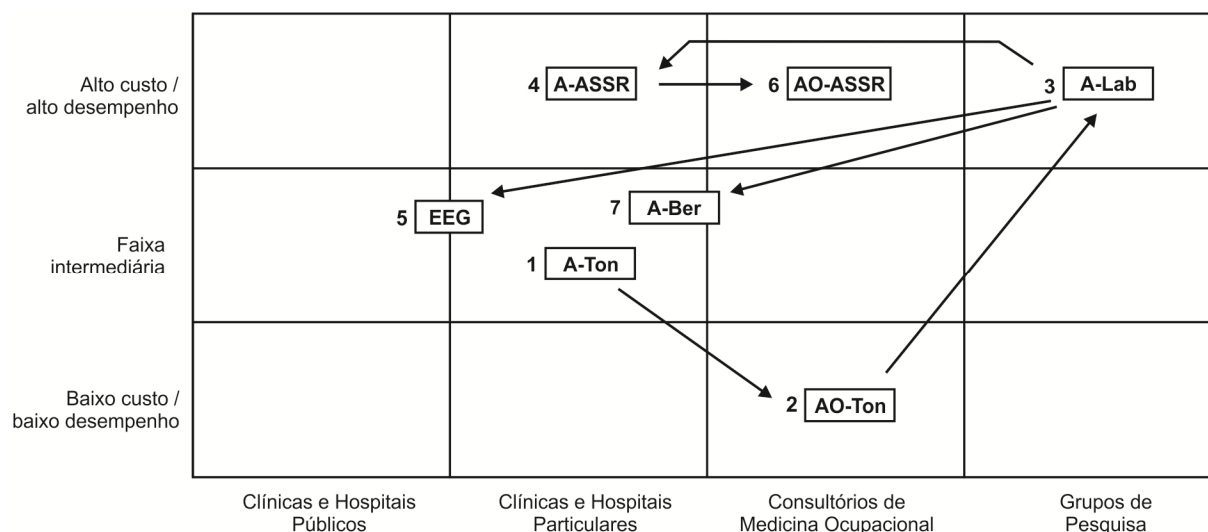 Alto custo /
alto desempenho
4 A-ASSR
6 AO-ASSR
3 A-Lab
Faixa
intermediária
5 EEG
7 A-Ber
1 A-Ton
Baixo custo /
baixo desempenho
2 AO-Ton
Clínicas e Hospitais
Públicos
Clínicas e Hospitais
Particulares
Consultórios de
Medicina Ocupacional
Grupos de
Pesquisa